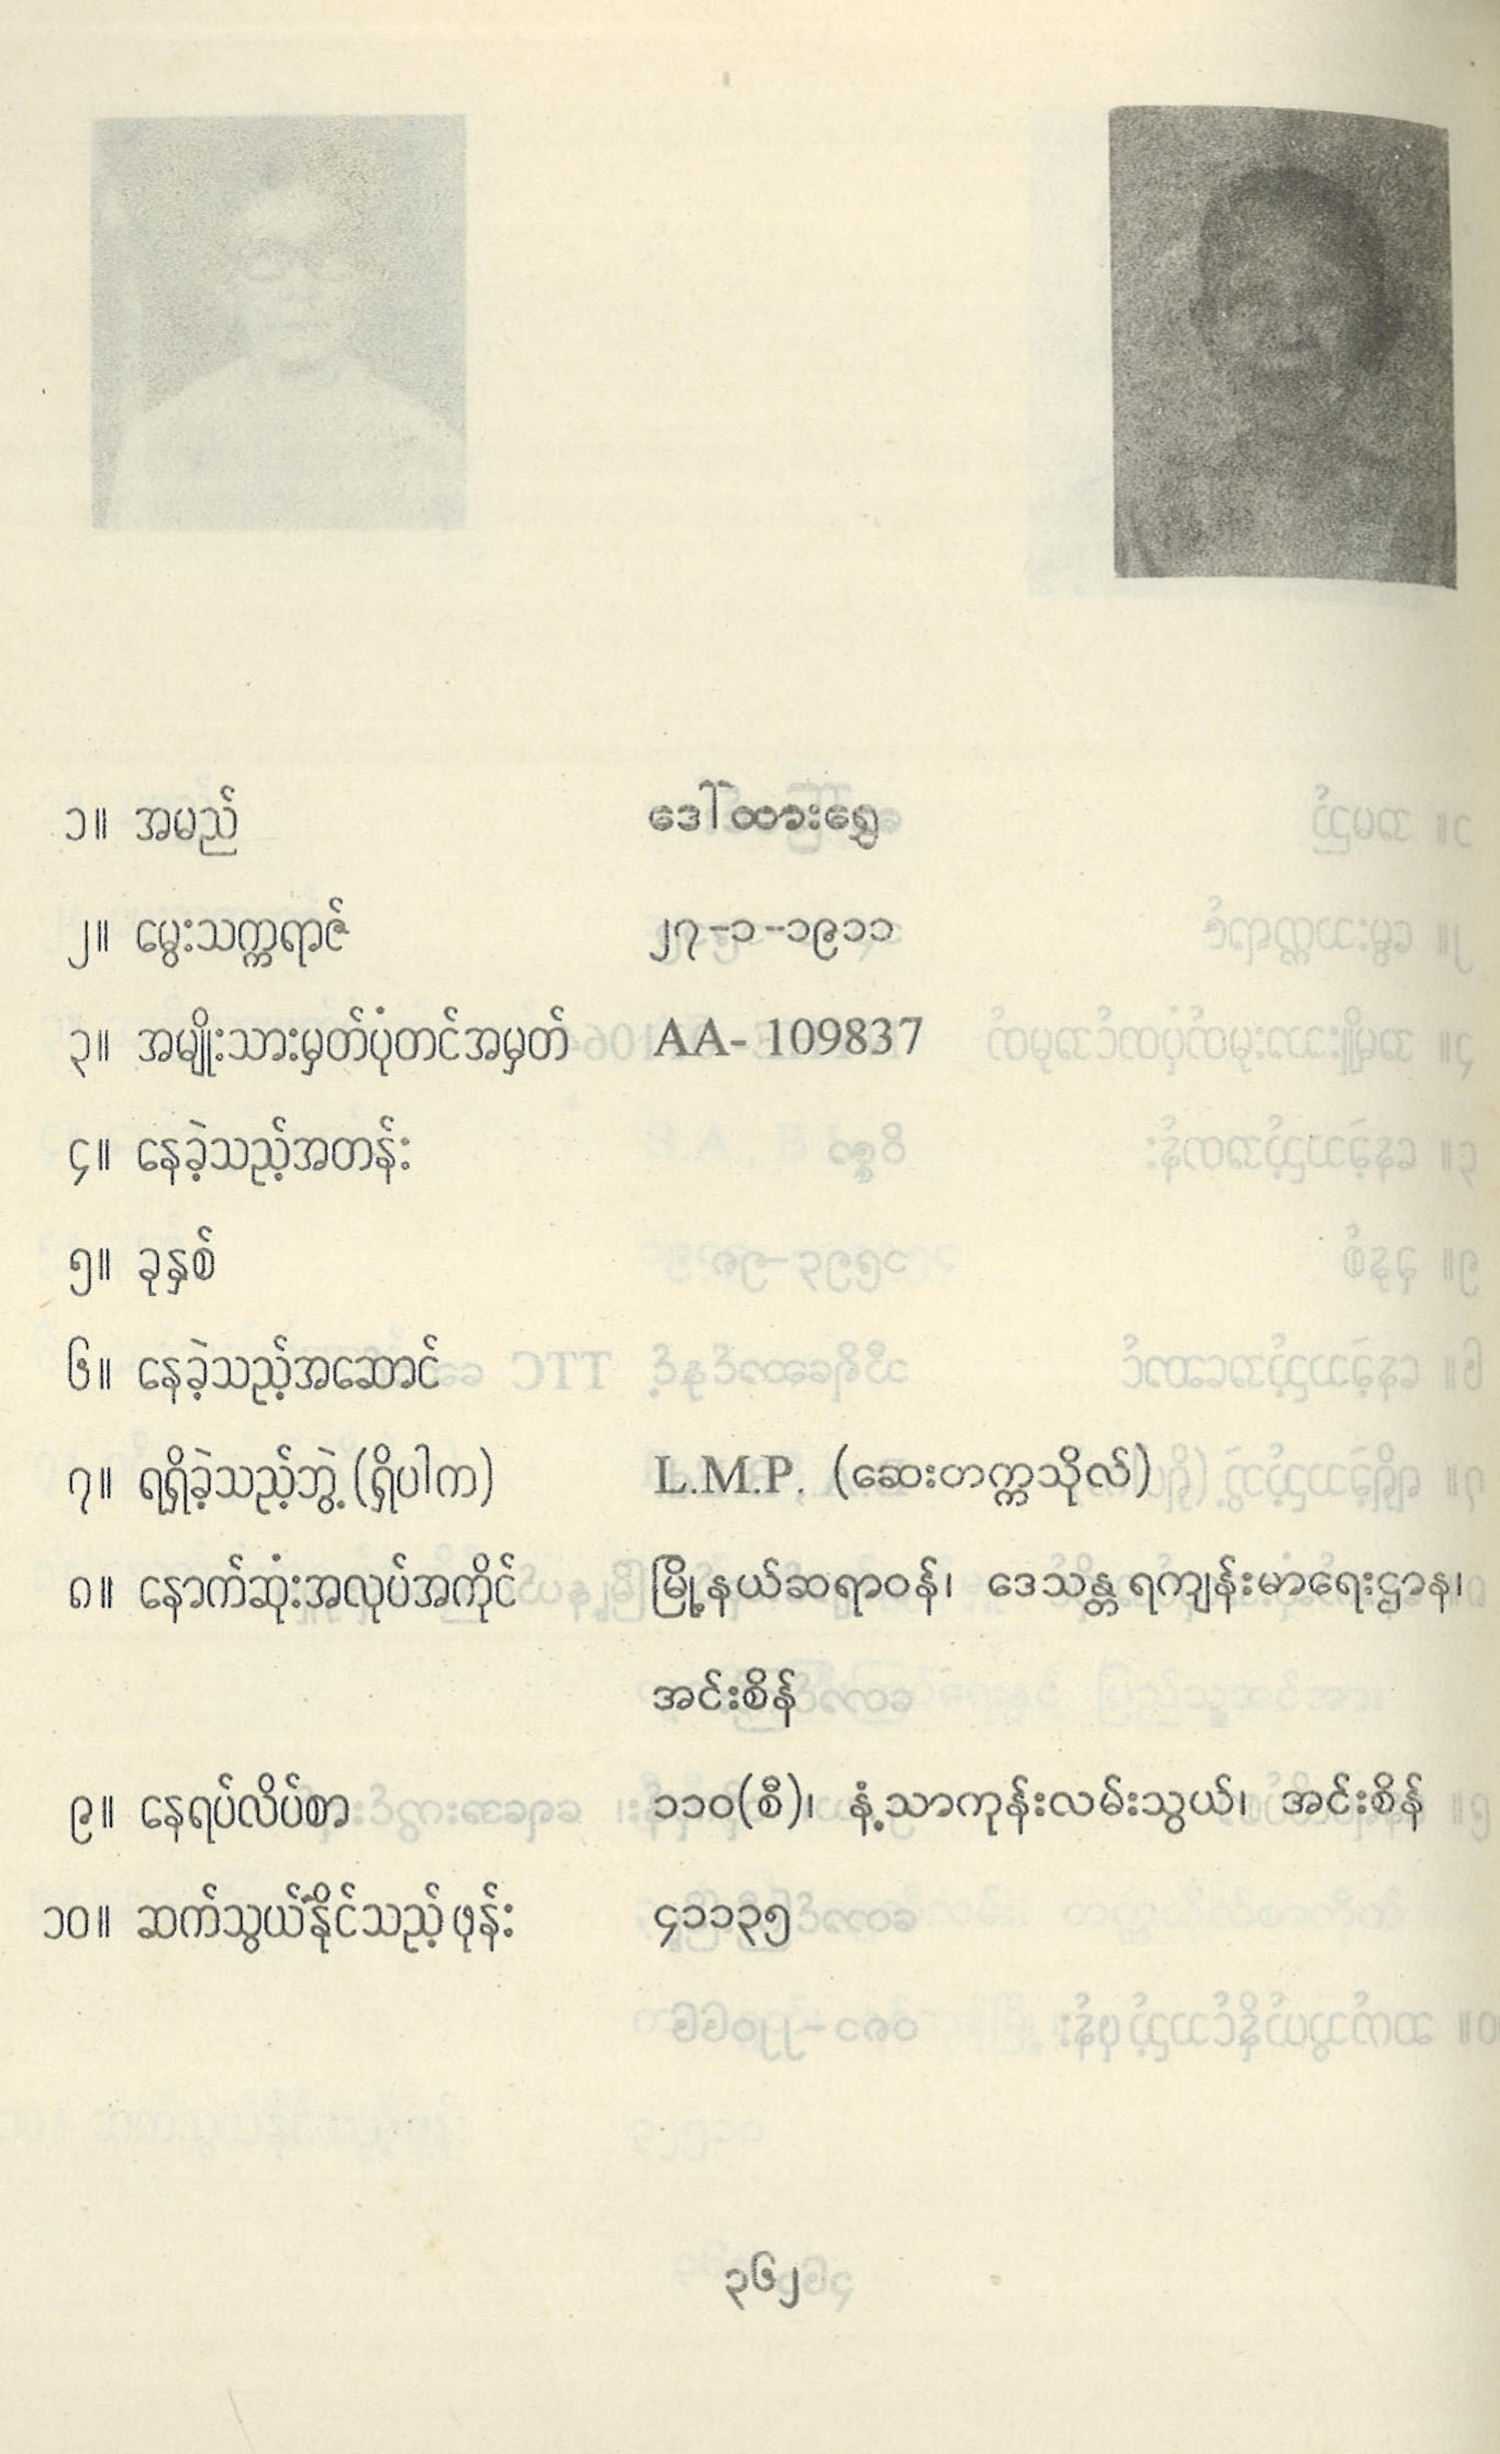 ၁။ အမည် ဒေါ်ထားရွှေ
၂။ မွေးသက္ကရာဇ် ၂၇-၁-၁၉၁၁
၃။ အမျိုးသားမှတ်ပုံတင်အမှတ် AA- 109837
၄။ နေခဲ့သည့်အတန်း
၅။ ခုနှစ်
၆။ နေခဲ့သည့်အဆောင်
၇။ ရရှိခဲ့သည့်ဘွဲ့ (ရှိပါက) L.M.P. (ဆေးတက္ကသိုလ်)
၈။ နောက်ဆုံးအလုပ်အကိုင် မြို့နယ်ဆရာဝန်၊ ဒေသန္တရကျန်းမာရေးဌာန၊
အင်းစိန်
၉။ နေရပ်လိပ်စာ ၁၁၀(စီ)၊ နံ့သာကုန်းလမ်းသွယ်၊ အင်းစိန်
၁၀။ ဆက်သွယ်နိုင်သည့်ဖုန်း ၄၁၁၃၅
၃၆၂